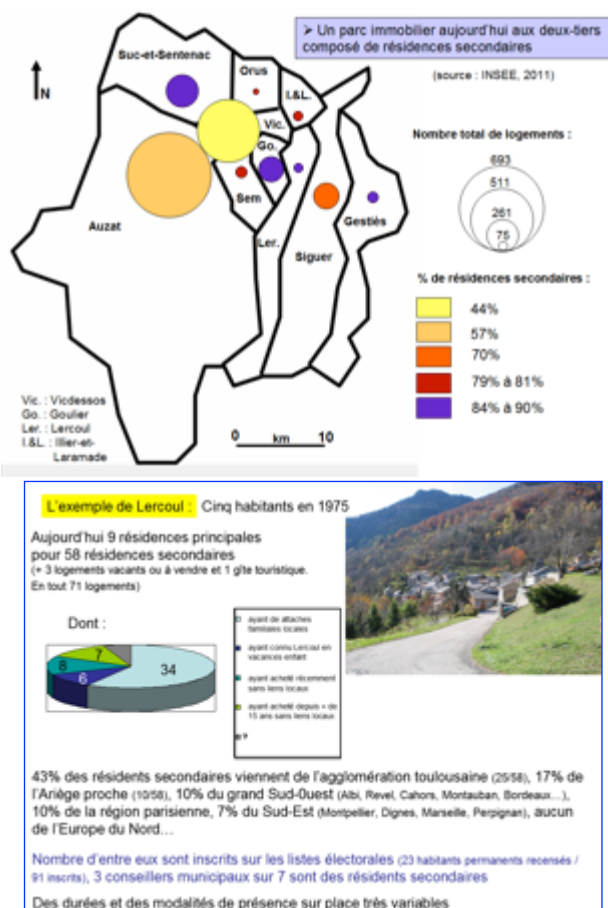 ➢ Un parc immobilier aujourd'hui aux deux-tiers
composé de résidences secondaires
(source : INSEE, 2011)
N
Suc-et-Sentenac
Orus
I.&L.
Vic.
Go.
Sem
Auzat
Ler.
Siguer
Gestiès
Nombre total de logements :
693
511
261
75
% de résidences secondaires :
44%
57%
70%
79% à 81%
84% à 90%
Vic. : Vicdessos
Go. : Goulier
Ler. : Lercoul
I.&L. : Illier-et-
Laramade
0 km 10
L'exemple de Lercoul : Cinq habitants en 1975
Aujourd'hui 9 résidences principales
pour 58 résidences secondaires
(+ 3 logements vacants ou à vendre et 1 gîte touristique.
En tout 71 logements)
Dont :
7
8
6
34
ayant de attaches
familiales locales
ayant connu Lercoul en
vacances enfant
ayant acheté récemment
sans liens locaux
ayant acheté depuis + de
15 ans sans liens locaux
?
43% des résidents secondaires viennent de l'agglomération toulousaine (25/58), 17% de
l'Ariège proche (10/58), 10% du grand Sud-Ouest (Albi, Revel, Cahors, Montauban, Bordeaux…),
10% de la région parisienne, 7% du Sud-Est (Montpellier, Dignes, Marseille, Perpignan), aucun
de l'Europe du Nord…
Nombre d'entre eux sont inscrits sur les listes électorales (23 habitants permanents recensés /
91 inscrits), 3 conseillers municipaux sur 7 sont des résidents secondaires
Des durées et des modalités de présence sur place très variables